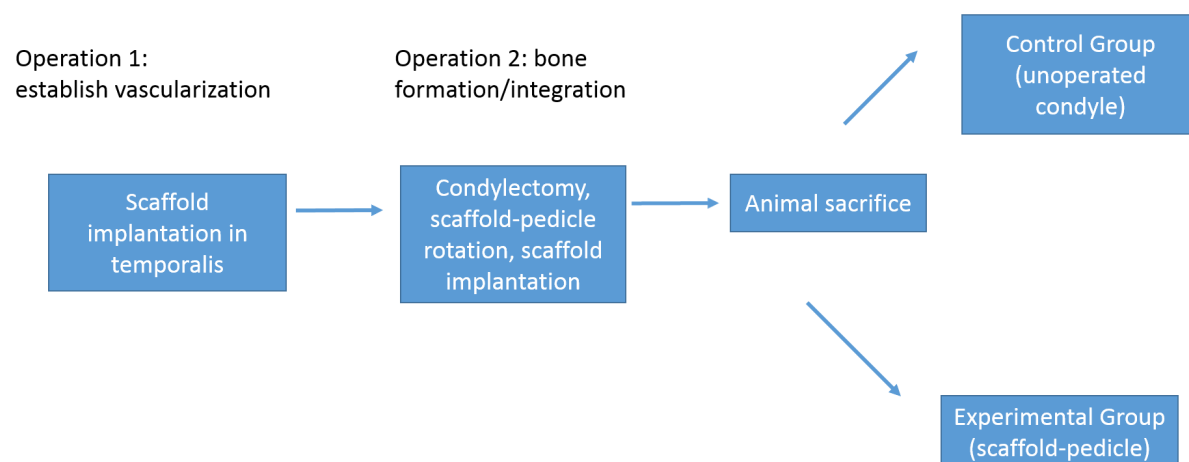 Operation 1:
establish vascularization
Operation 2: bone
formation/integration
Control Group
(unoperated
condyle)
Scaffold
implantation in
temporalis
Condylectomy,
scaffold-pedicle
rotation, scaffold
implantation
Animal sacrifice
Experimental Group
(scaffold-pedicle)